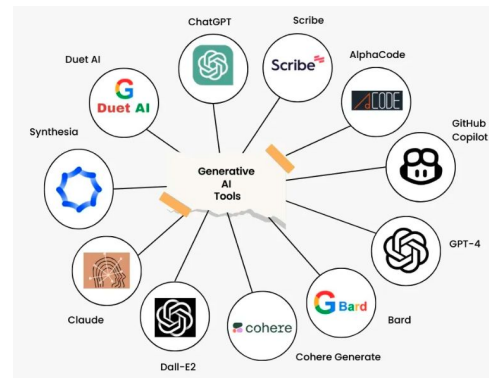 ChatGPT
Scribe
Duet AI
AlphaCode
G
Duet AI
Scribe
CODE
Synthesia
GitHub
Copilot
Generative
AI
Tools
GPT-4
Claude
G Bard
cohere
Bard
Cohere Generate
Dall-E2